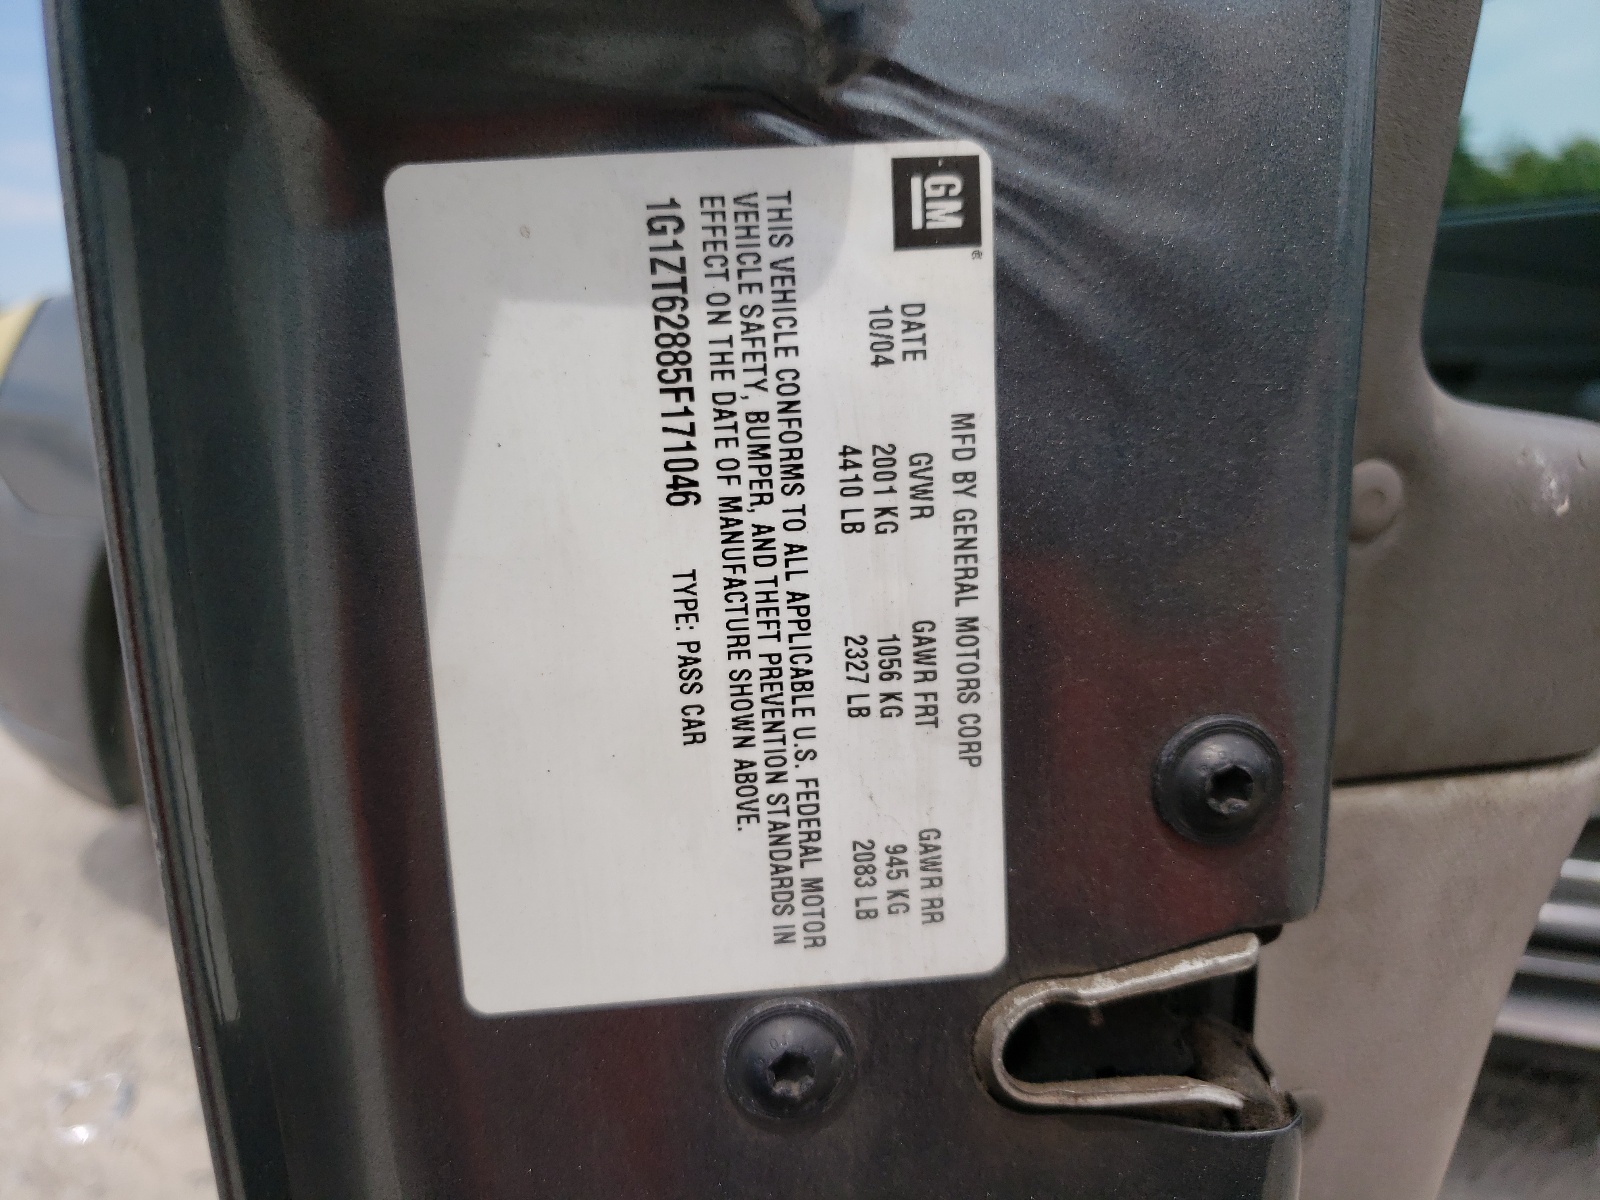 GM®
MFD BY GENERAL MOTORS CORP
DATE GVWR GAWR FRT GAWR RR
10/04 2001 KG 1056 KG 945 KG
4410 LB 2327 LB 2083 LB
THIS VEHICLE CONFORMS TO ALL APPLICABLE U.S. FEDERAL MOTOR
VEHICLE SAFETY, BUMPER, AND THEFT PREVENTION STANDARDS IN
EFFECT ON THE DATE OF MANUFACTURE SHOWN ABOVE.
1G1ZT62885F171046 TYPE: PASS CAR